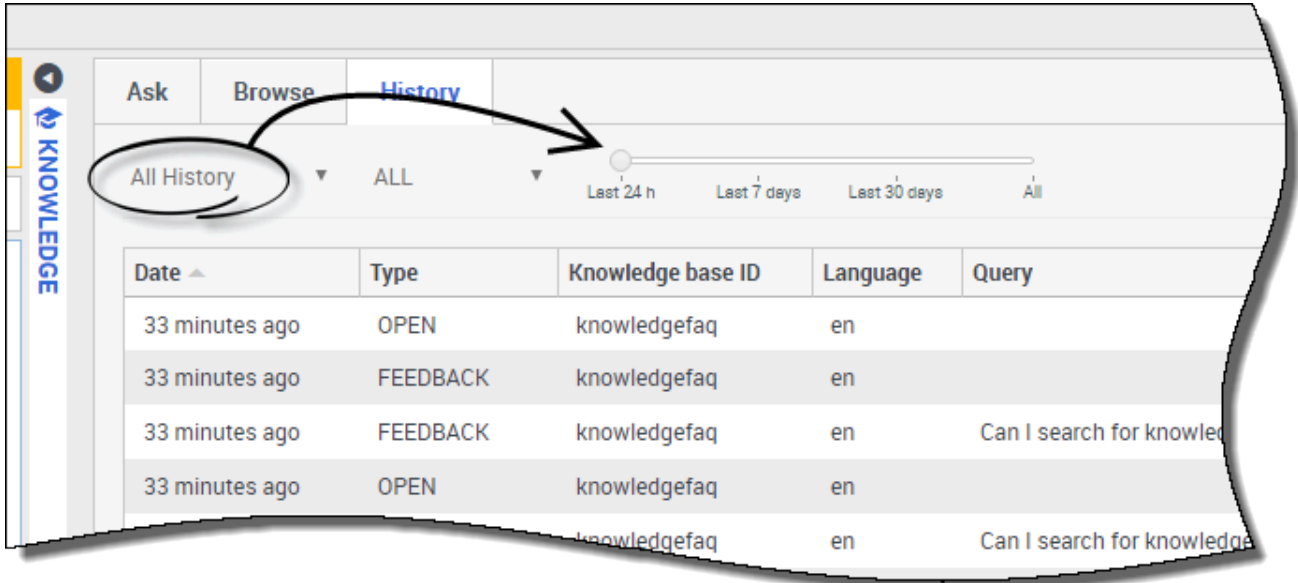 Ask Browse History
KNOWLEDGE
All History ALL
Last 24 h Last 7 days Last 30 days All
Date Type Knowledge base ID Language Query
33 minutes ago OPEN knowledgefaq en
33 minutes ago FEEDBACK knowledgefaq en
33 minutes ago FEEDBACK knowledgefaq en Can I search for knowled
33 minutes ago OPEN knowledgefaq en
knowledgefaq en Can I search for knowledge